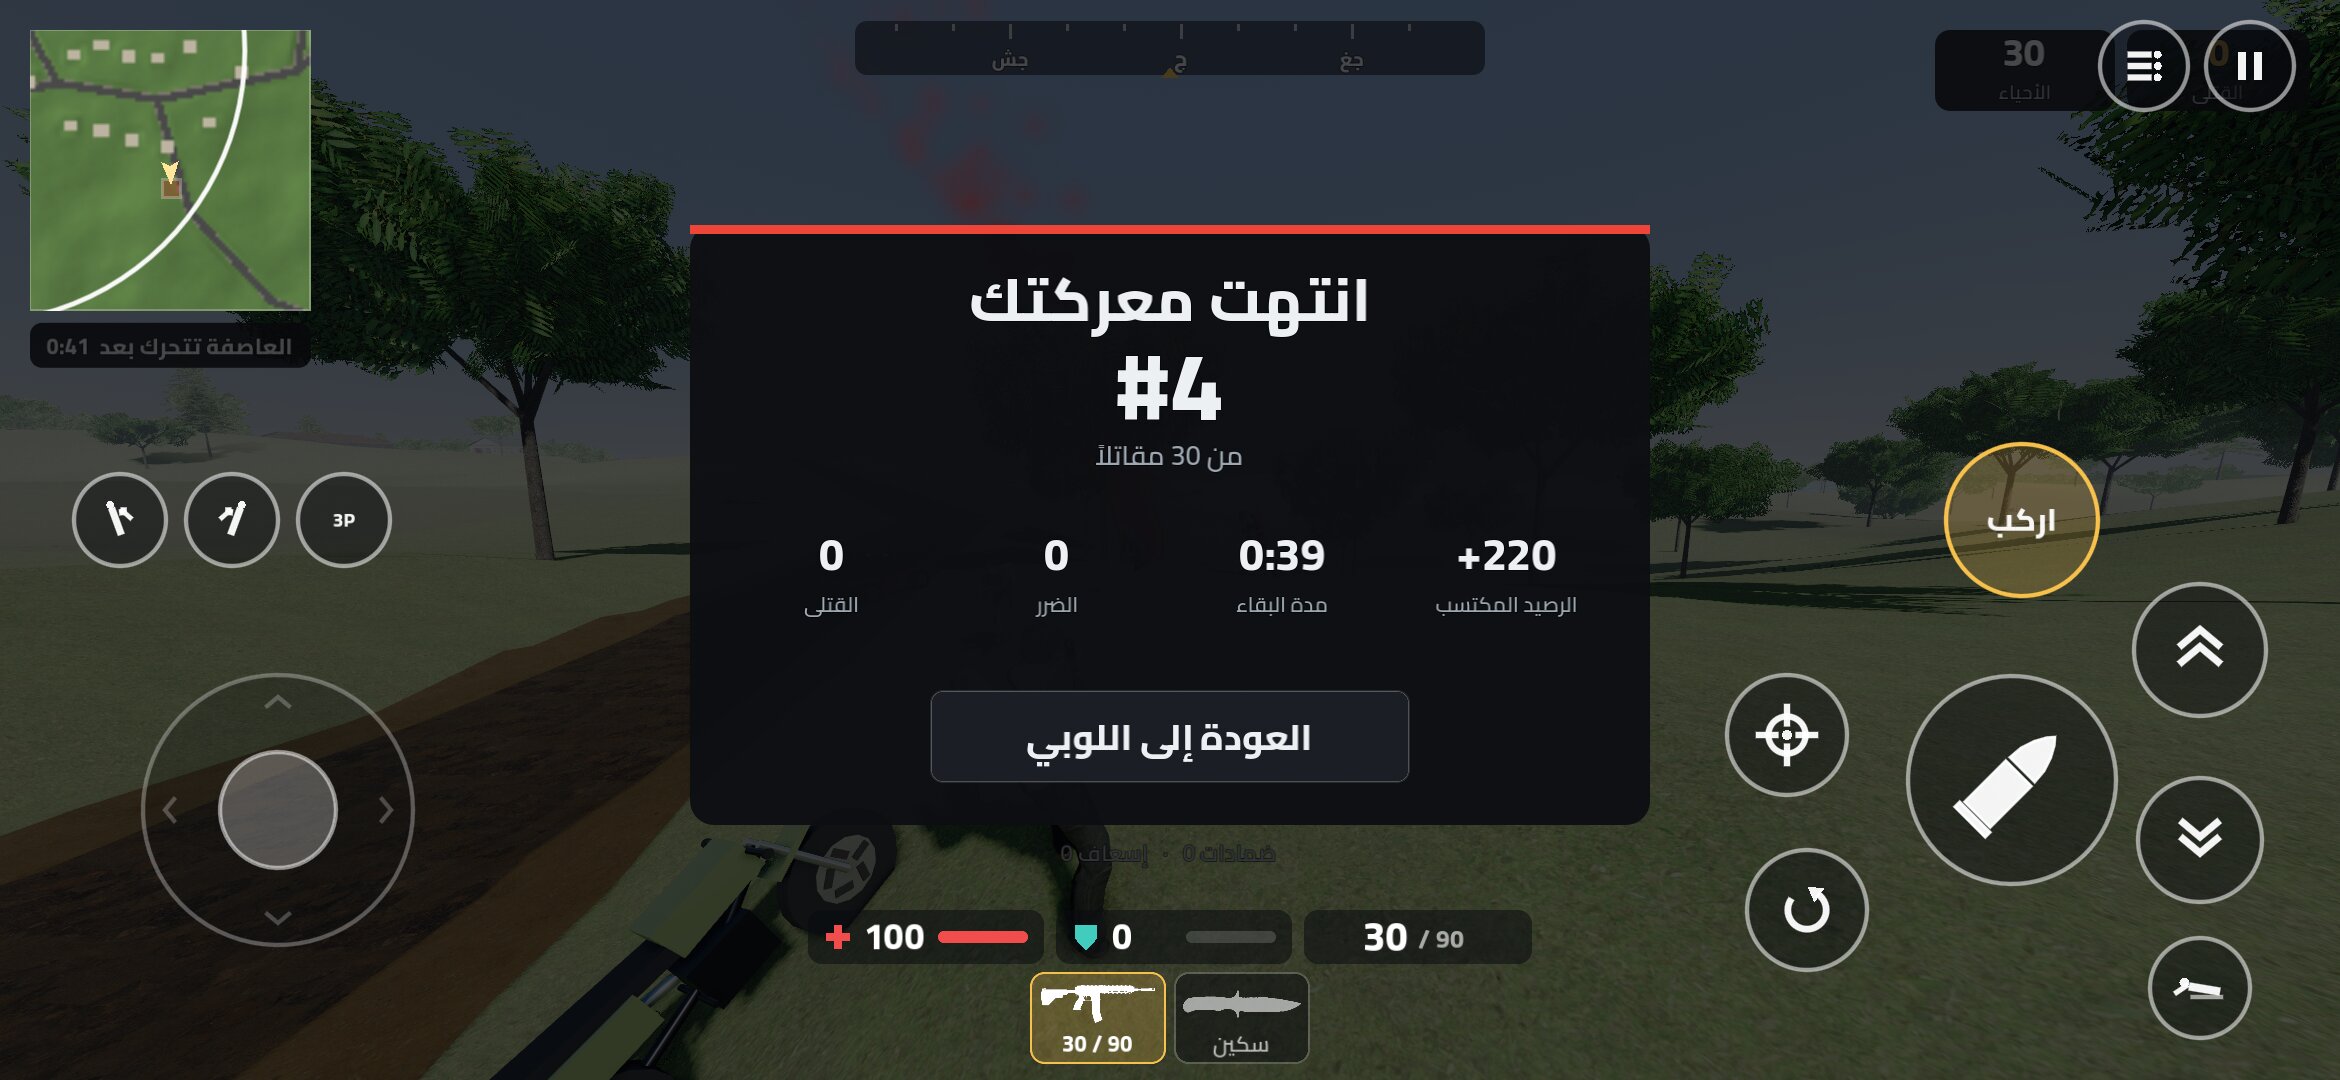 جش
ج
جغ
30
الأحياء
0
القتلى
العاصفة تتحرك بعد 0:41
انتهت معركتك
#4
من 30 مقاتلاً
0
القتلى
0
الضرر
0:39
مدة البقاء
+220
الرصيد المكتسب
العودة إلى اللوبي
3P
اركب
ضمادات 0 · إسعاف 0
100
0
30 / 90
30 / 90
سكين